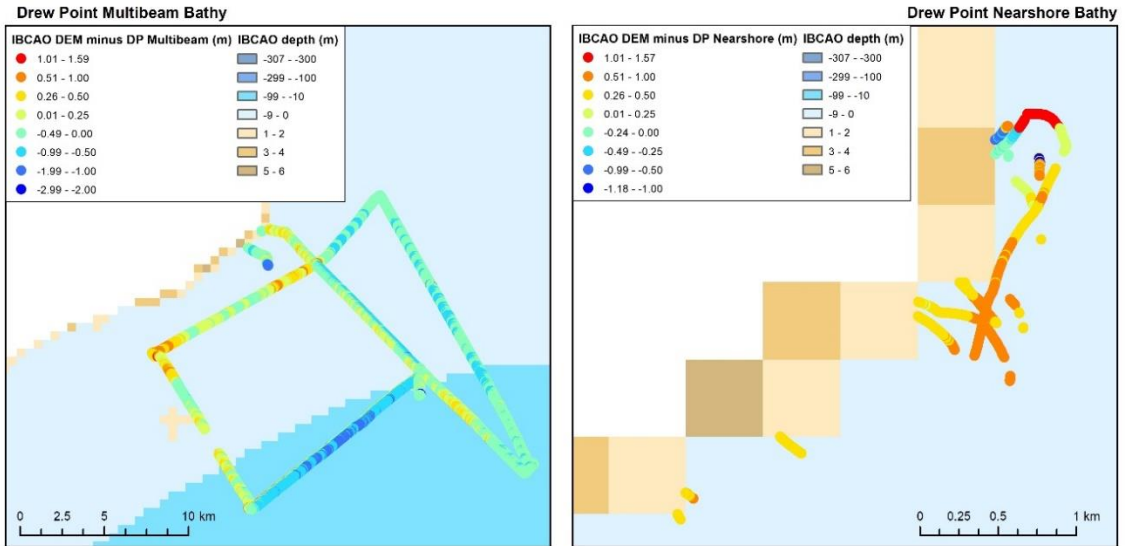 Drew Point Multibeam Bathy
IBCAO DEM minus DP Multibeam (m) IBCAO depth (m)
1.01 - 1.59 -307 - -300
0.51 - 1.00 -299 - -100
0.26 - 0.50 -99 - -10
0.01 - 0.25 -9 - 0
-0.49 - 0.00 1 - 2
-0.99 - -0.50 3 - 4
-1.99 - -1.00 5 - 6
-2.99 - -2.00
0 2.5 5 10 km
Drew Point Nearshore Bathy
IBCAO DEM minus DP Nearshore (m) IBCAO depth (m)
1.01 - 1.57 -307 - -300
0.51 - 1.00 -299 - -100
0.26 - 0.50 -99 - -10
0.01 - 0.25 -9 - 0
-0.24 - 0.00 1 - 2
-0.49 - -0.25 3 - 4
-0.99 - -0.50 5 - 6
-1.18 - -1.00
0 0.25 0.5 1 km